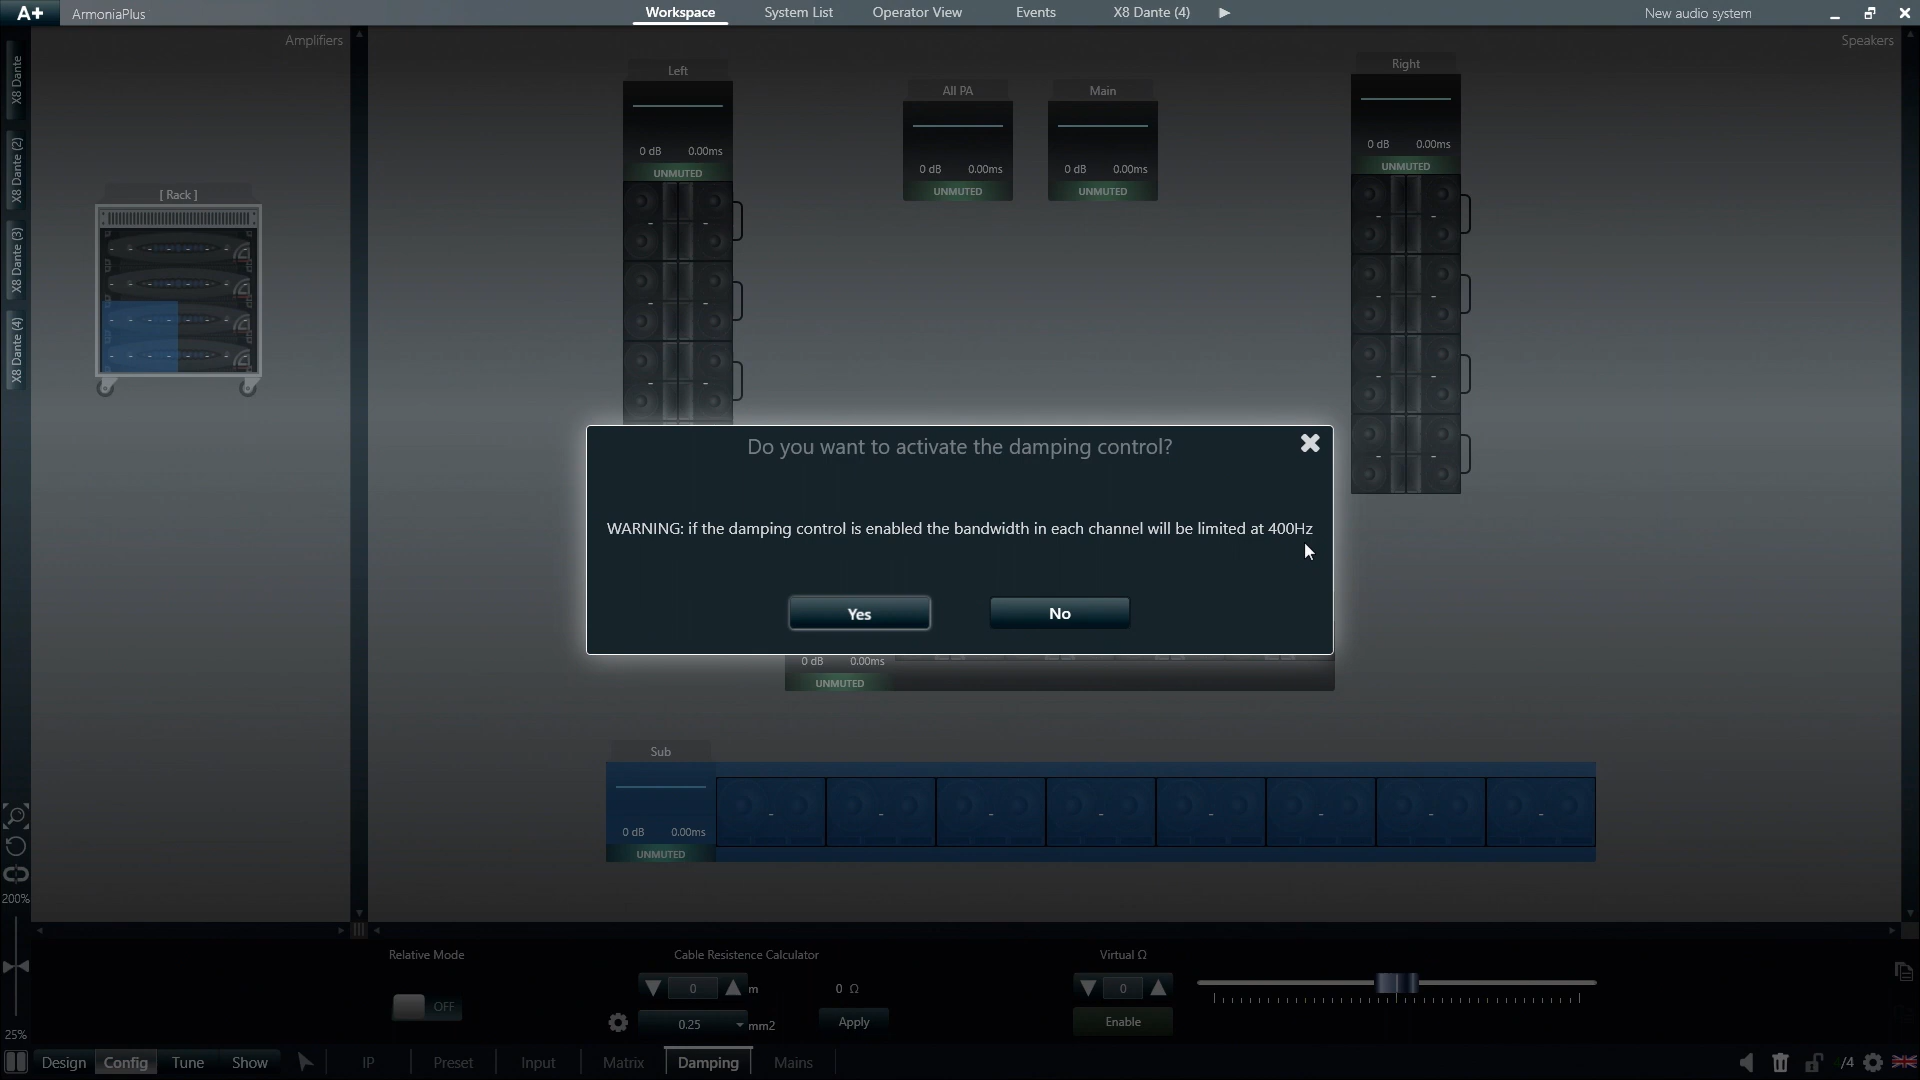 A+ ArmoniaPlus Workspace System List Operator View Events X8 Dante (4) New audio system
Amplifiers Speakers
X8 Dante
X8 Dante (2)
X8 Dante (3)
X8 Dante (4)
[ Rack ]
Left
0 dB 0.00ms
UNMUTED
All PA
0 dB 0.00ms
UNMUTED
Main
0 dB 0.00ms
UNMUTED
Right
0 dB 0.00ms
UNMUTED
Do you want to activate the damping control?
WARNING: if the damping control is enabled the bandwidth in each channel will be limited at 400Hz
Yes No
0 dB 0.00ms
UNMUTED
Sub
0 dB 0.00ms
UNMUTED
200%
25%
Relative Mode
OFF
Cable Resistence Calculator
0 m 0 Ω
0.25 mm2 Apply
Virtual Ω
0
Enable
Design Config Tune Show IP Preset Input Matrix Damping Mains /4